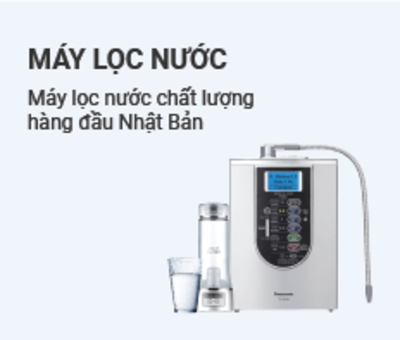 MÁY LỌC NƯỚC
Máy lọc nước chất lượng
hàng đầu Nhật Bản
Panasonic